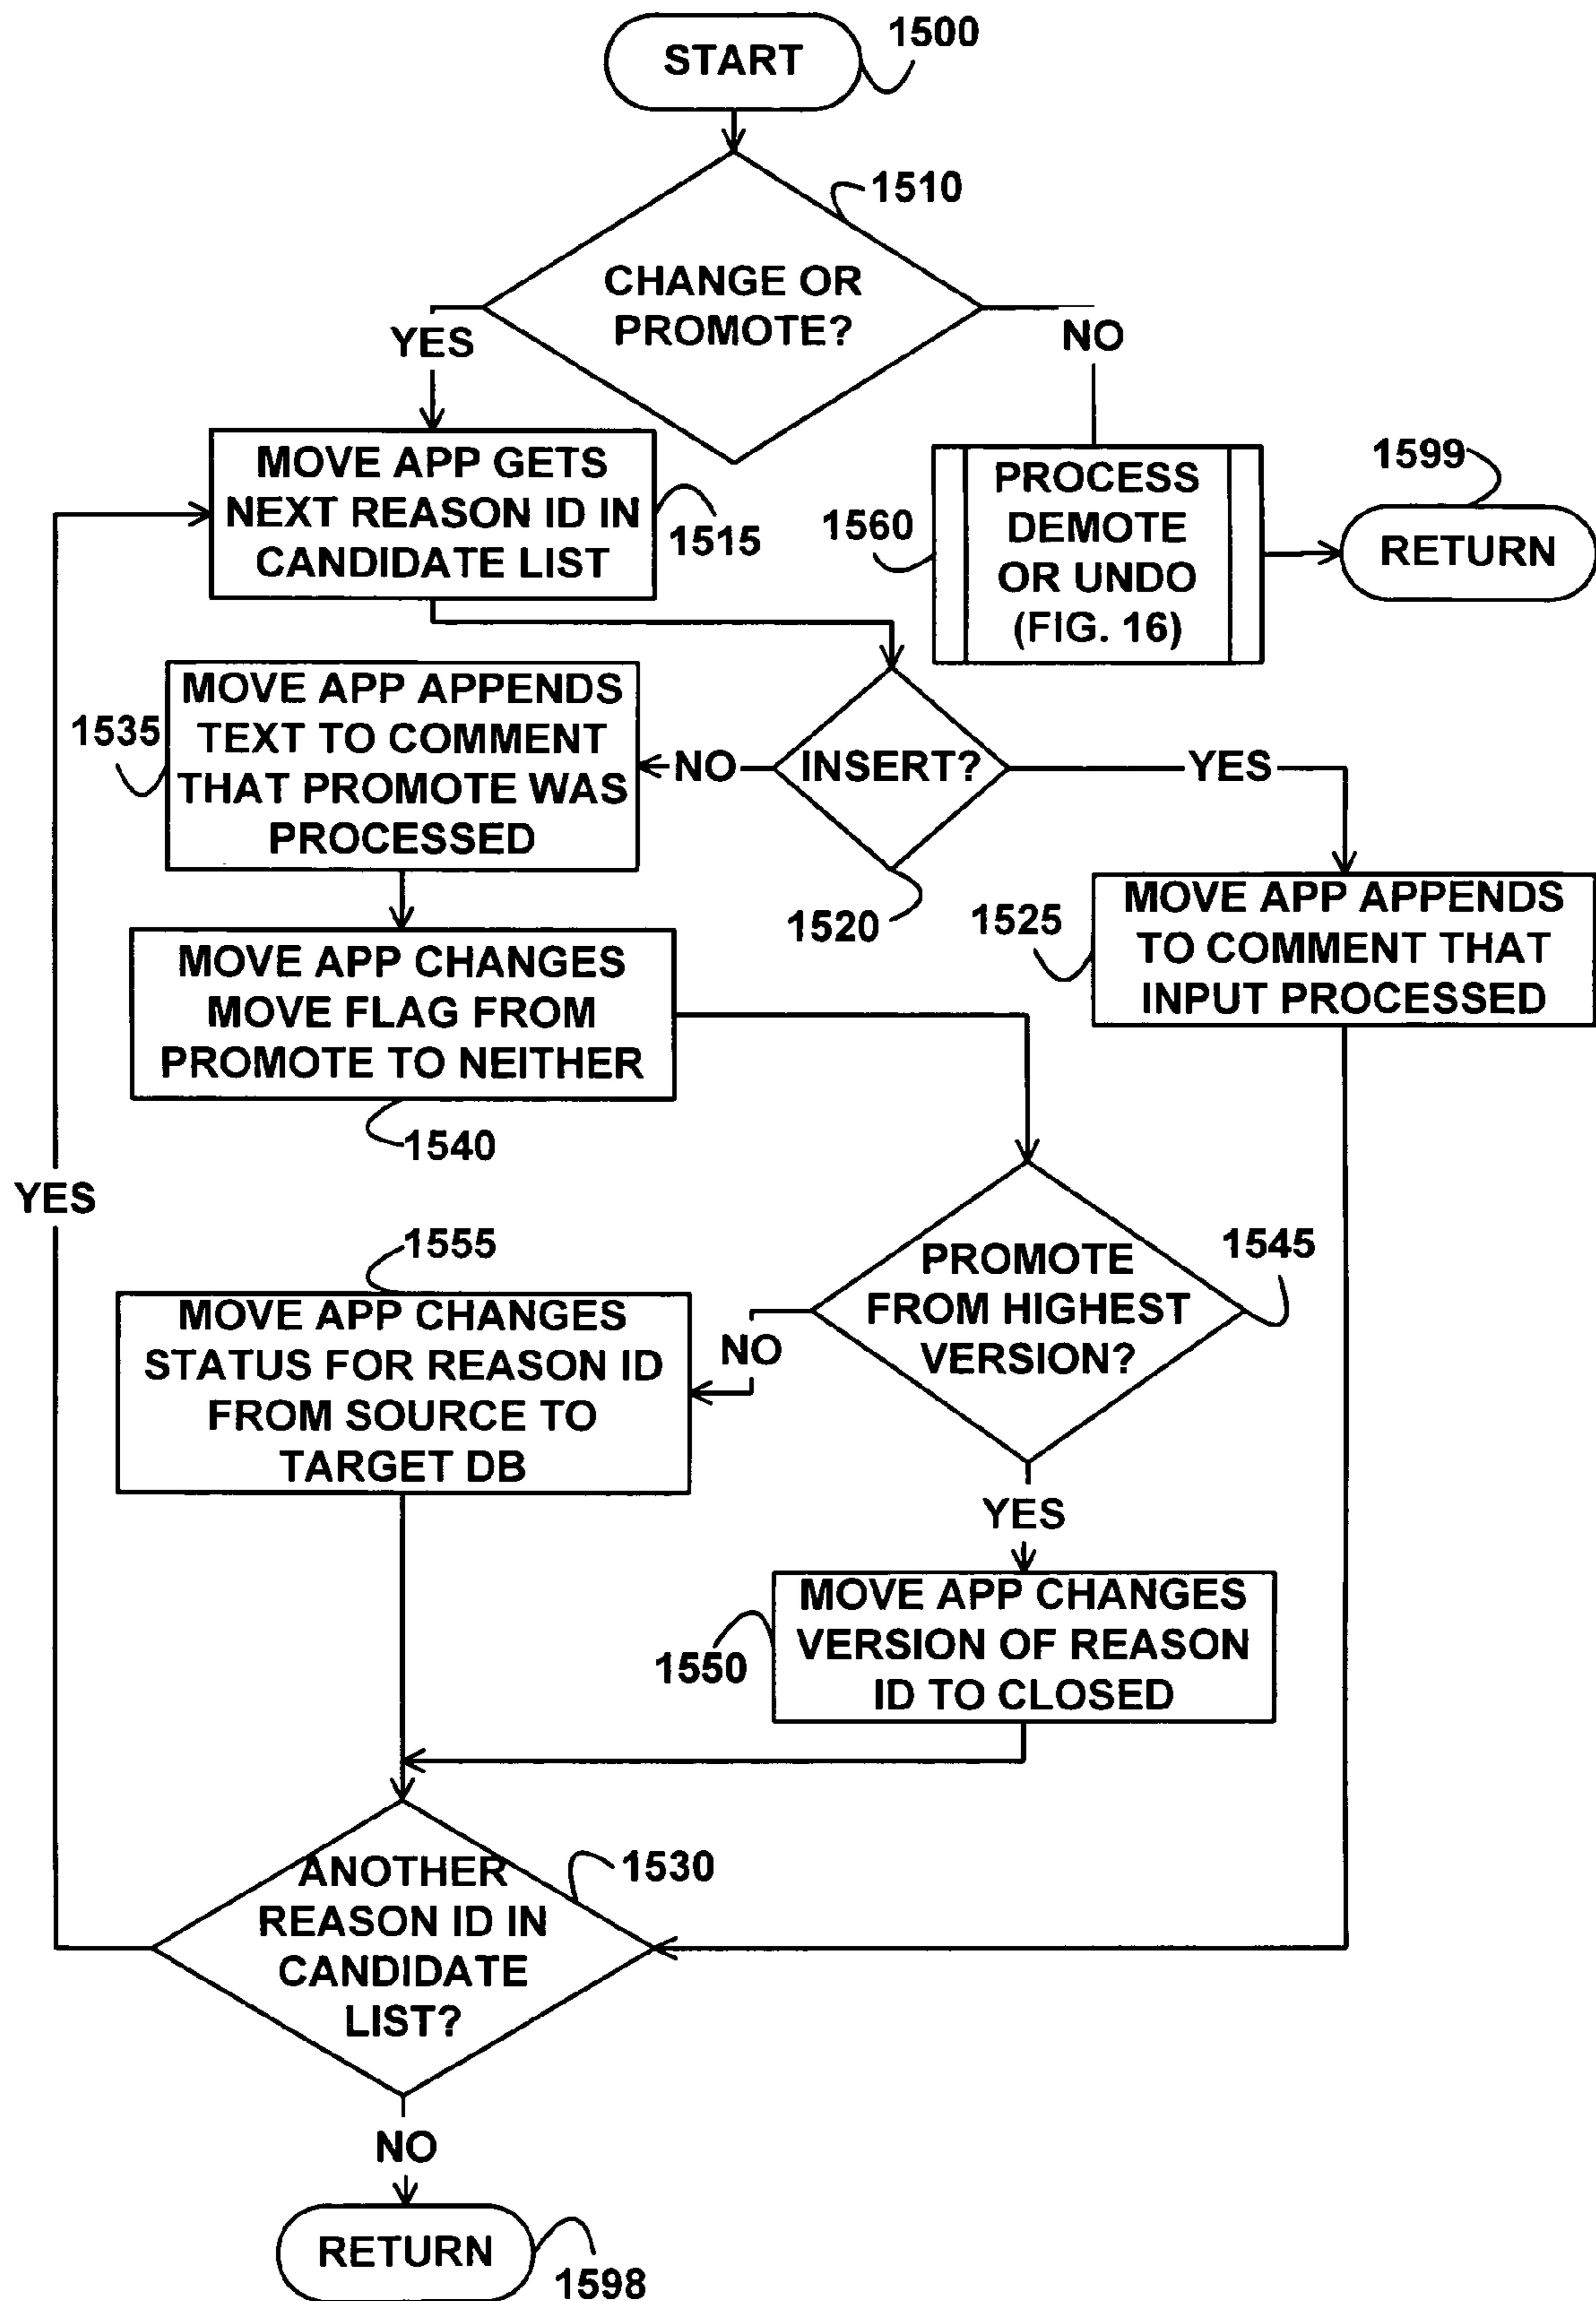 START
1500
1510
CHANGE OR
PROMOTE?
YES
NO
MOVE APP GETS
NEXT REASON ID IN
CANDIDATE LIST
1515
1560
PROCESS
DEMOTE
OR UNDO
(FIG. 16)
1599
RETURN
1535
MOVE APP APPENDS
TEXT TO COMMENT
THAT PROMOTE WAS
PROCESSED
NO
INSERT?
YES
1520
1525
MOVE APP APPENDS
TO COMMENT THAT
INPUT PROCESSED
MOVE APP CHANGES
MOVE FLAG FROM
PROMOTE TO NEITHER
1540
YES
1555
PROMOTE
FROM HIGHEST
VERSION?
1545
MOVE APP CHANGES
STATUS FOR REASON ID
FROM SOURCE TO
TARGET DB
NO
YES
1550
MOVE APP CHANGES
VERSION OF REASON
ID TO CLOSED
ANOTHER
REASON ID IN
CANDIDATE
LIST?
1530
NO
RETURN
1598